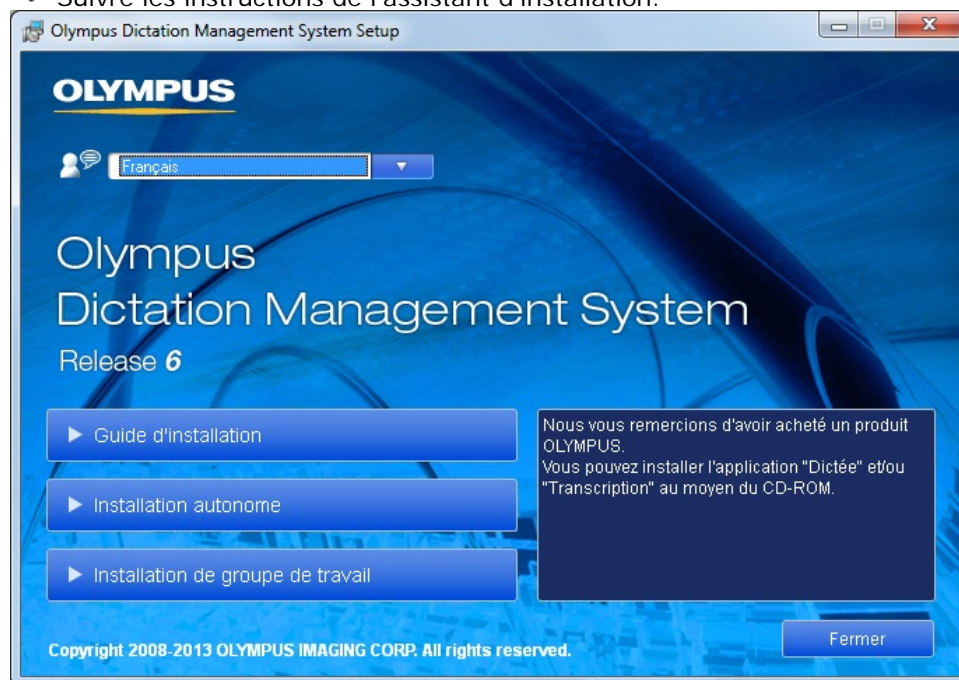 • Suivre les instructions de l'assistant d'installation.
Olympus Dictation Management System Setup
OLYMPUS
Français
Olympus
Dictation Management System
Release 6
Guide d'installation
Installation autonome
Installation de groupe de travail
Nous vous remercions d'avoir acheté un produit
OLYMPUS.
Vous pouvez installer l'application "Dictée" et/ou
"Transcription" au moyen du CD-ROM.
Fermer
Copyright 2008-2013 OLYMPUS IMAGING CORP. All rights reserved.